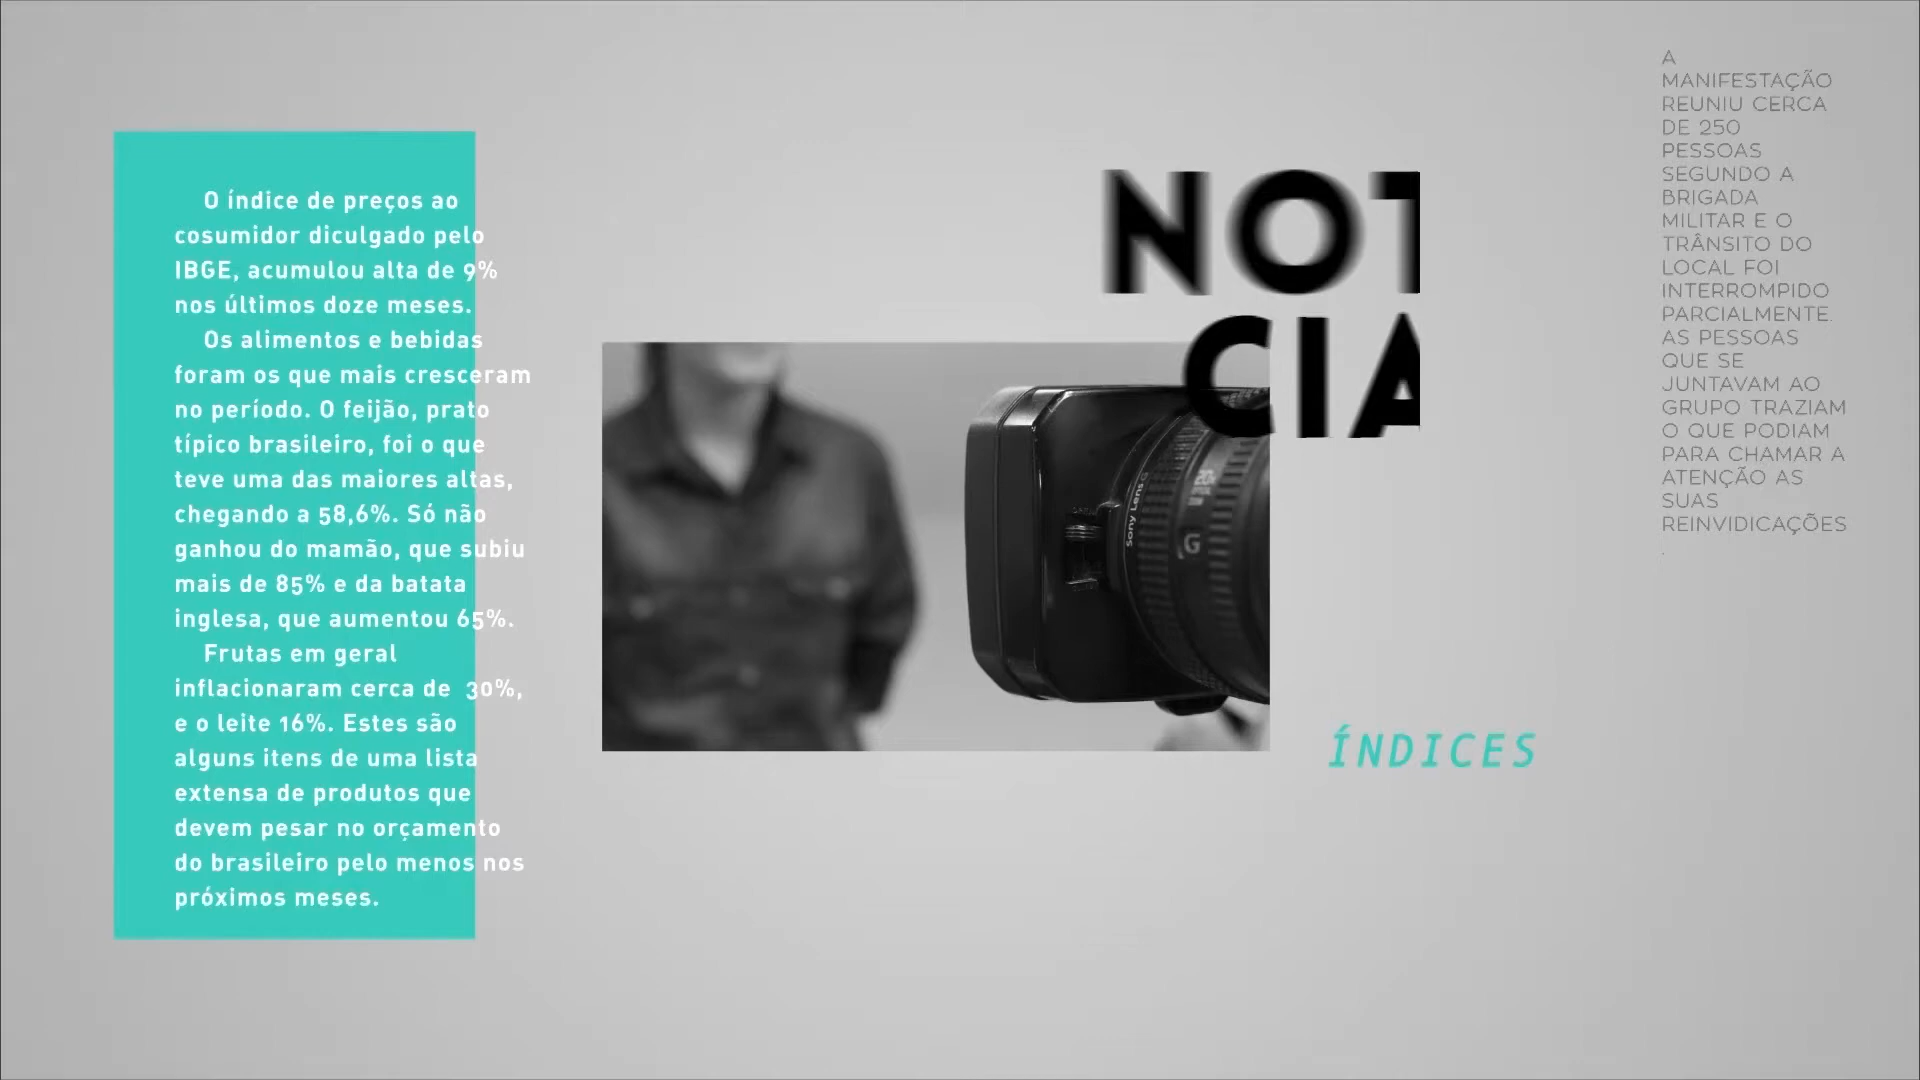 O índice de preços ao
cosumidor diculgado pelo
IBGE, acumulou alta de 9%
nos últimos doze meses.
Os alimentos e bebidas
foram os que mais cresceram
no período. O feijão, prato
típico brasileiro, foi o que
teve uma das maiores altas,
chegando a 58,6%. Só não
ganhou do mamão, que subiu
mais de 85% e da batata
inglesa, que aumentou 65%.
Frutas em geral
inflacionaram cerca de 30%,
e o leite 16%. Estes são
alguns itens de uma lista
extensa de produtos que
devem pesar no orçamento
do brasileiro pelo menos nos
próximos meses.
NOT
CIA
Sony Lens G
G
ÍNDICES
A
MANIFESTAÇÃO
REUNIU CERCA
DE 250
PESSOAS
SEGUNDO A
BRIGADA
MILITAR E O
TRÂNSITO DO
LOCAL FOI
INTERROMPIDO
PARCIALMENTE.
AS PESSOAS
QUE SE
JUNTAVAM AO
GRUPO TRAZIAM
O QUE PODIAM
PARA CHAMAR A
ATENÇÃO AS
SUAS
REINVIDICAÇÕES
.